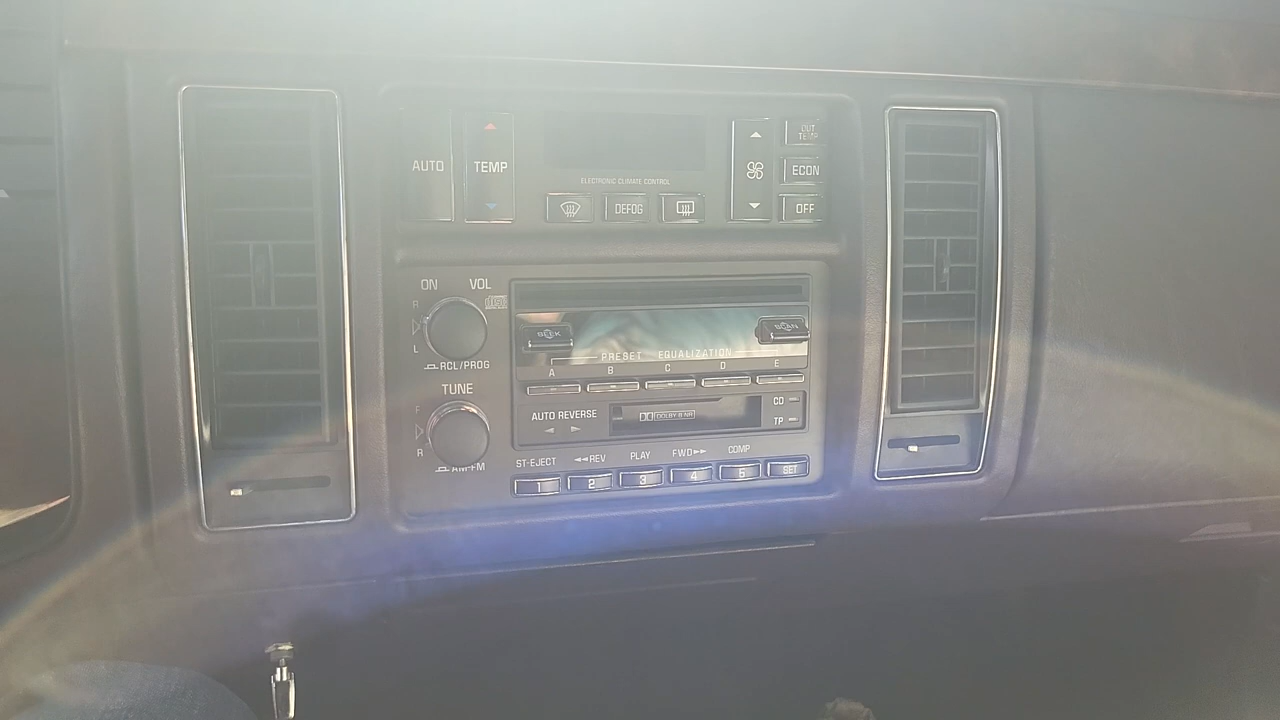 AUTO
TEMP
OUT TEMP
ECON
OFF
ELECTRONIC CLIMATE CONTROL
DEFOG
ON VOL
R
L
RCL/PROG
SEEK
SCAN
PRESET EQUALIZATION
A B C D E
TUNE
F
R
AM-FM
AUTO REVERSE
DOLBY B NR
CD
TP
ST-EJECT ◄◄REV PLAY FWD►► COMP
1 2 3 4 5 SET